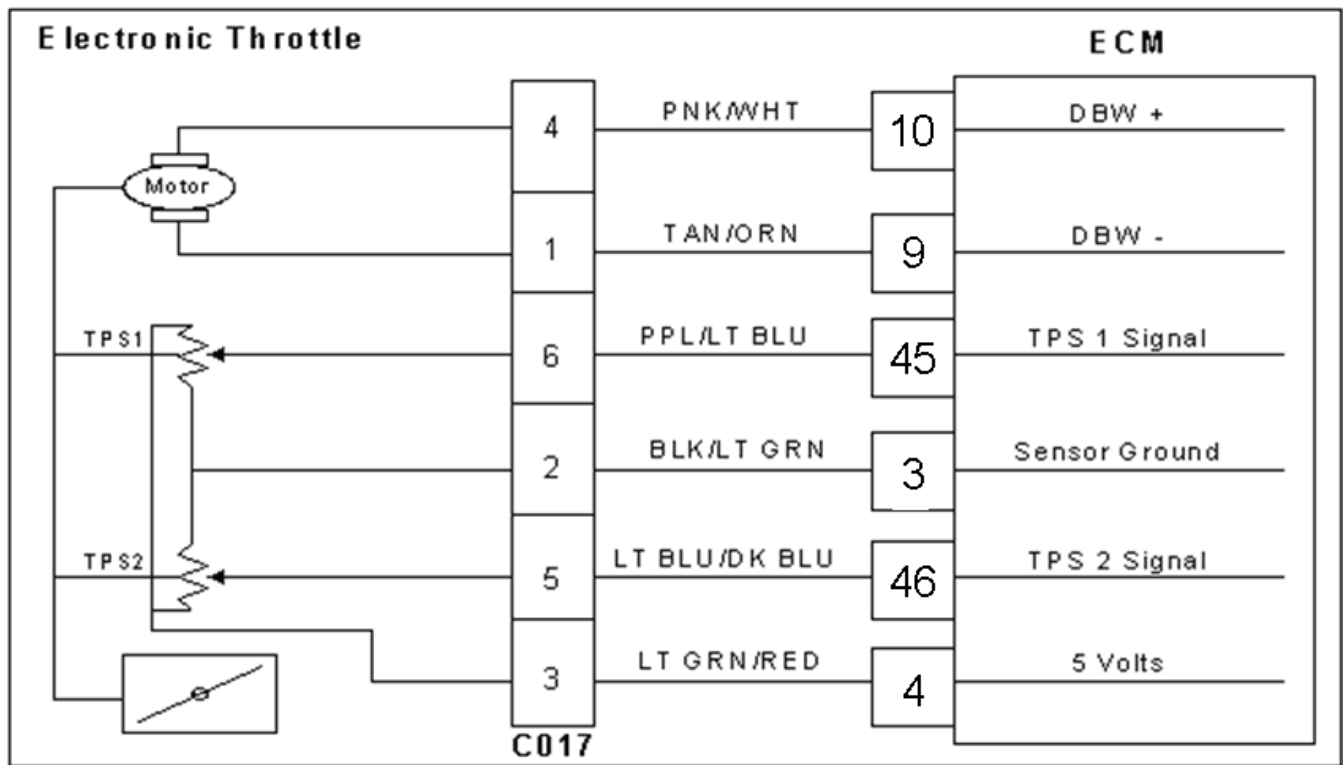 Electronic Throttle
ECM
4
PNK/WHT
10
DBW +
Motor
1
TAN/ORN
9
DBW -
TPS1
6
PPL/LT BLU
45
TPS 1 Signal
2
BLK/LT GRN
3
Sensor Ground
TPS2
5
LT BLU/DK BLU
46
TPS 2 Signal
3
LT GRN/RED
4
5 Volts
C017